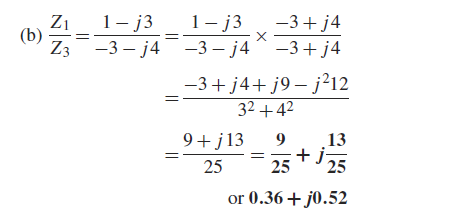 (b) Z₁/Z₃ = (1 − j3)/(−3 − j4) = (1 − j3)/(−3 − j4) × (−3 + j4)/(−3 + j4)
= (−3 + j4 + j9 − j²12)/(3² + 4²)
= (9 + j13)/25 = 9/25 + j13/25
or 0.36 + j0.52